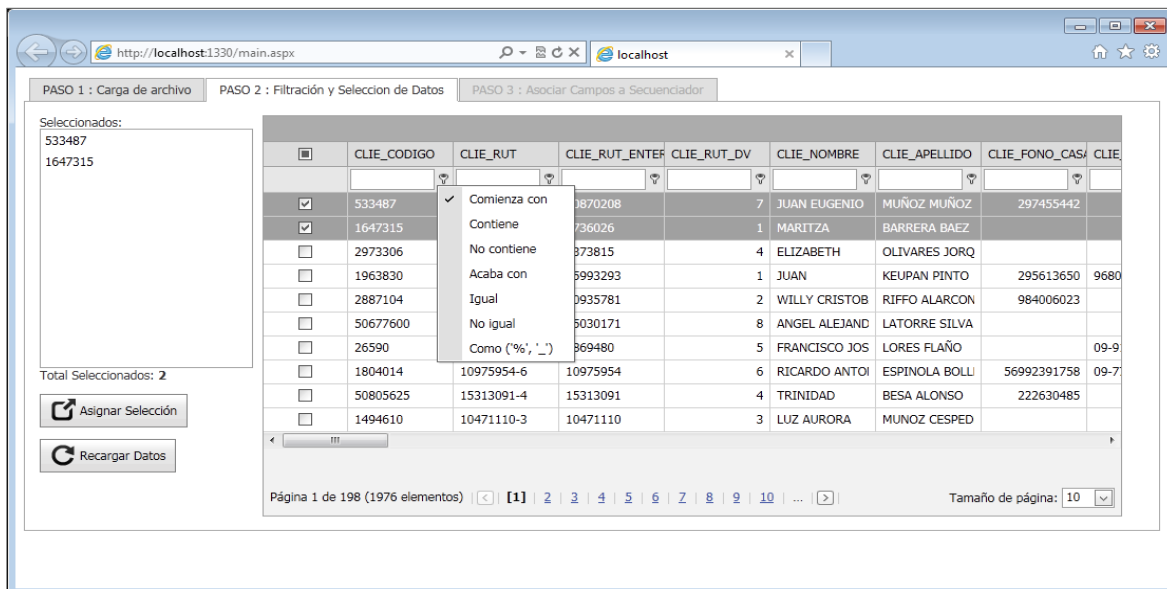 http://localhost:1330/main.aspx localhost
PASO 1 : Carga de archivo PASO 2 : Filtración y Seleccion de Datos PASO 3 : Asociar Campos a Secuenciador
Seleccionados:
533487
1647315
Total Seleccionados: 2
Asignar Selección
Recargar Datos
CLIE_CODIGO CLIE_RUT CLIE_RUT_ENTER CLIE_RUT_DV CLIE_NOMBRE CLIE_APELLIDO CLIE_FONO_CASA CLIE_
533487 0870208 7 JUAN EUGENIO MUÑOZ MUÑOZ 297455442
1647315 736026 1 MARITZA BARRERA BAEZ
2973306 373815 4 ELIZABETH OLIVARES JORQ
1963830 5993293 1 JUAN KEUPAN PINTO 295613650 9680
2887104 0935781 2 WILLY CRISTOB RIFFO ALARCON 984006023
50677600 5030171 8 ANGEL ALEJAND LATORRE SILVA
26590 869480 5 FRANCISCO JOS LORES FLAÑO 09-9
1804014 10975954-6 10975954 6 RICARDO ANTOI ESPINOLA BOLLI 56992391758 09-7
50805625 15313091-4 15313091 4 TRINIDAD BESA ALONSO 222630485
1494610 10471110-3 10471110 3 LUZ AURORA MUNOZ CESPED
Comienza con
Contiene
No contiene
Acaba con
Igual
No igual
Como ('%', '_')
Página 1 de 198 (1976 elementos) [1] 2 3 4 5 6 7 8 9 10 ... Tamaño de página: 10